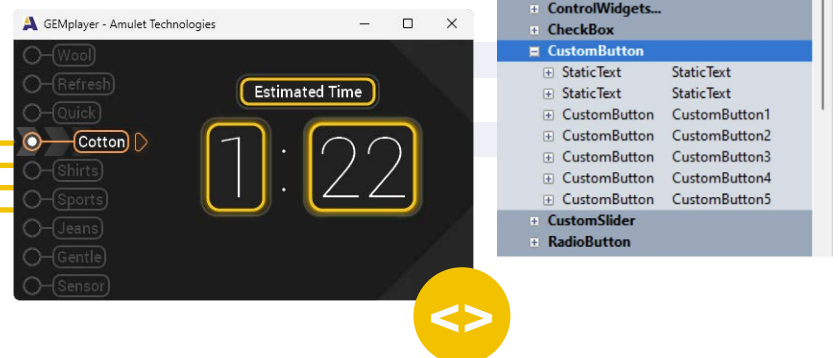 GEMplayer - Amulet Technologies
Wool
Refresh
Quick
Cotton
Shirts
Sports
Jeans
Gentle
Sensor
Estimated Time
1 : 22
ControlWidgets...
CheckBox
CustomButton
StaticText StaticText
StaticText StaticText
CustomButton CustomButton1
CustomButton CustomButton2
CustomButton CustomButton3
CustomButton CustomButton4
CustomButton CustomButton5
CustomSlider
RadioButton
<>